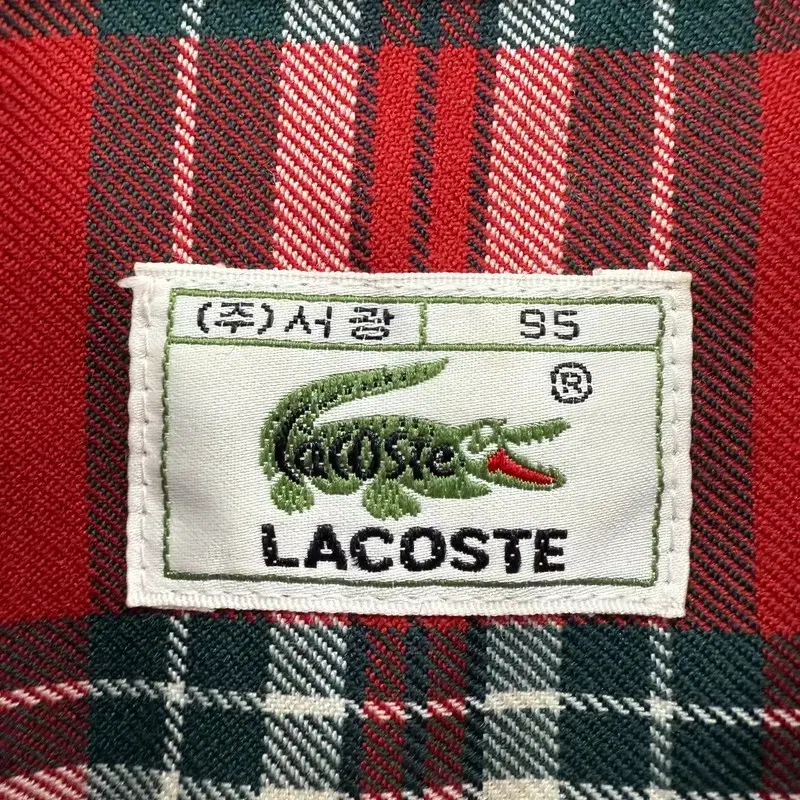 (주)서광 95
®
Lacoste
LACOSTE